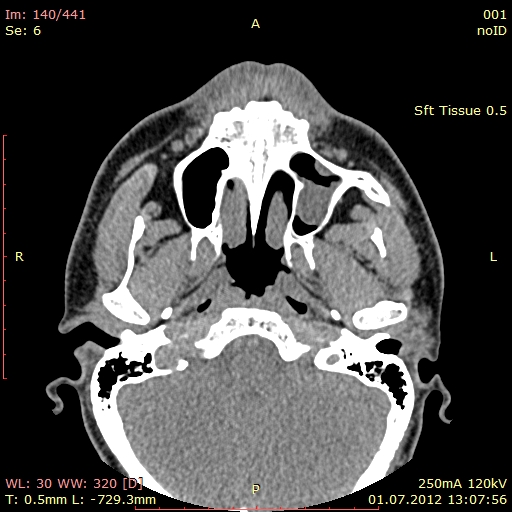 Im: 140/441
Se: 6
A
001
noID
Sft Tissue 0.5
R
L
WL: 30 WW: 320 [D]
T: 0.5mm L: -729.3mm
P
250mA 120kV
01.07.2012 13:07:56